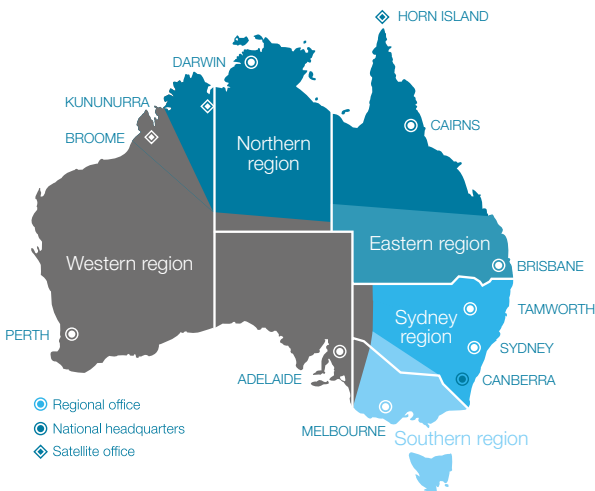 HORN ISLAND
DARWIN
KUNUNURRA
BROOME
CAIRNS
Northern
region
Eastern region
Western region
BRISBANE
TAMWORTH
Sydney
region
PERTH
SYDNEY
ADELAIDE
CANBERRA
Regional office
National headquarters
Satellite office
MELBOURNE
Southern region